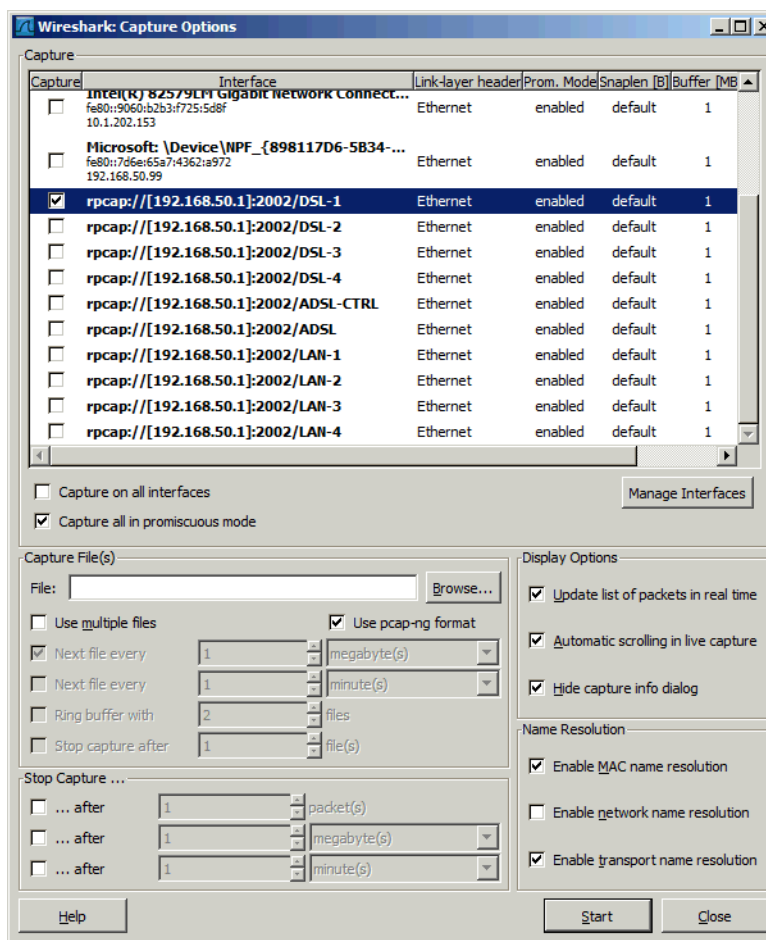 Wireshark: Capture Options
Capture
Capture Interface Link-layer header Prom. Mode Snaplen [B] Buffer [MB
Intel(R) 82579LM Gigabit Network Connect...
fe80::9060:b2b3:f725:5d8f
10.1.202.153
Ethernet enabled default 1
Microsoft: \Device\NPF_{898117D6-5B34-...
fe80::7d6e:65a7:4362:a972
192.168.50.99
Ethernet enabled default 1
rpcap://[192.168.50.1]:2002/DSL-1 Ethernet enabled default 1
rpcap://[192.168.50.1]:2002/DSL-2 Ethernet enabled default 1
rpcap://[192.168.50.1]:2002/DSL-3 Ethernet enabled default 1
rpcap://[192.168.50.1]:2002/DSL-4 Ethernet enabled default 1
rpcap://[192.168.50.1]:2002/ADSL-CTRL Ethernet enabled default 1
rpcap://[192.168.50.1]:2002/ADSL Ethernet enabled default 1
rpcap://[192.168.50.1]:2002/LAN-1 Ethernet enabled default 1
rpcap://[192.168.50.1]:2002/LAN-2 Ethernet enabled default 1
rpcap://[192.168.50.1]:2002/LAN-3 Ethernet enabled default 1
rpcap://[192.168.50.1]:2002/LAN-4 Ethernet enabled default 1
Capture on all interfaces
Manage Interfaces
Capture all in promiscuous mode
Capture File(s)
File: Browse...
Use multiple files Use pcap-ng format
Next file every 1 megabyte(s)
Next file every 1 minute(s)
Ring buffer with 2 files
Stop capture after 1 file(s)
Stop Capture ...
... after 1 packet(s)
... after 1 megabyte(s)
... after 1 minute(s)
Display Options
Update list of packets in real time
Automatic scrolling in live capture
Hide capture info dialog
Name Resolution
Enable MAC name resolution
Enable network name resolution
Enable transport name resolution
Help Start Close